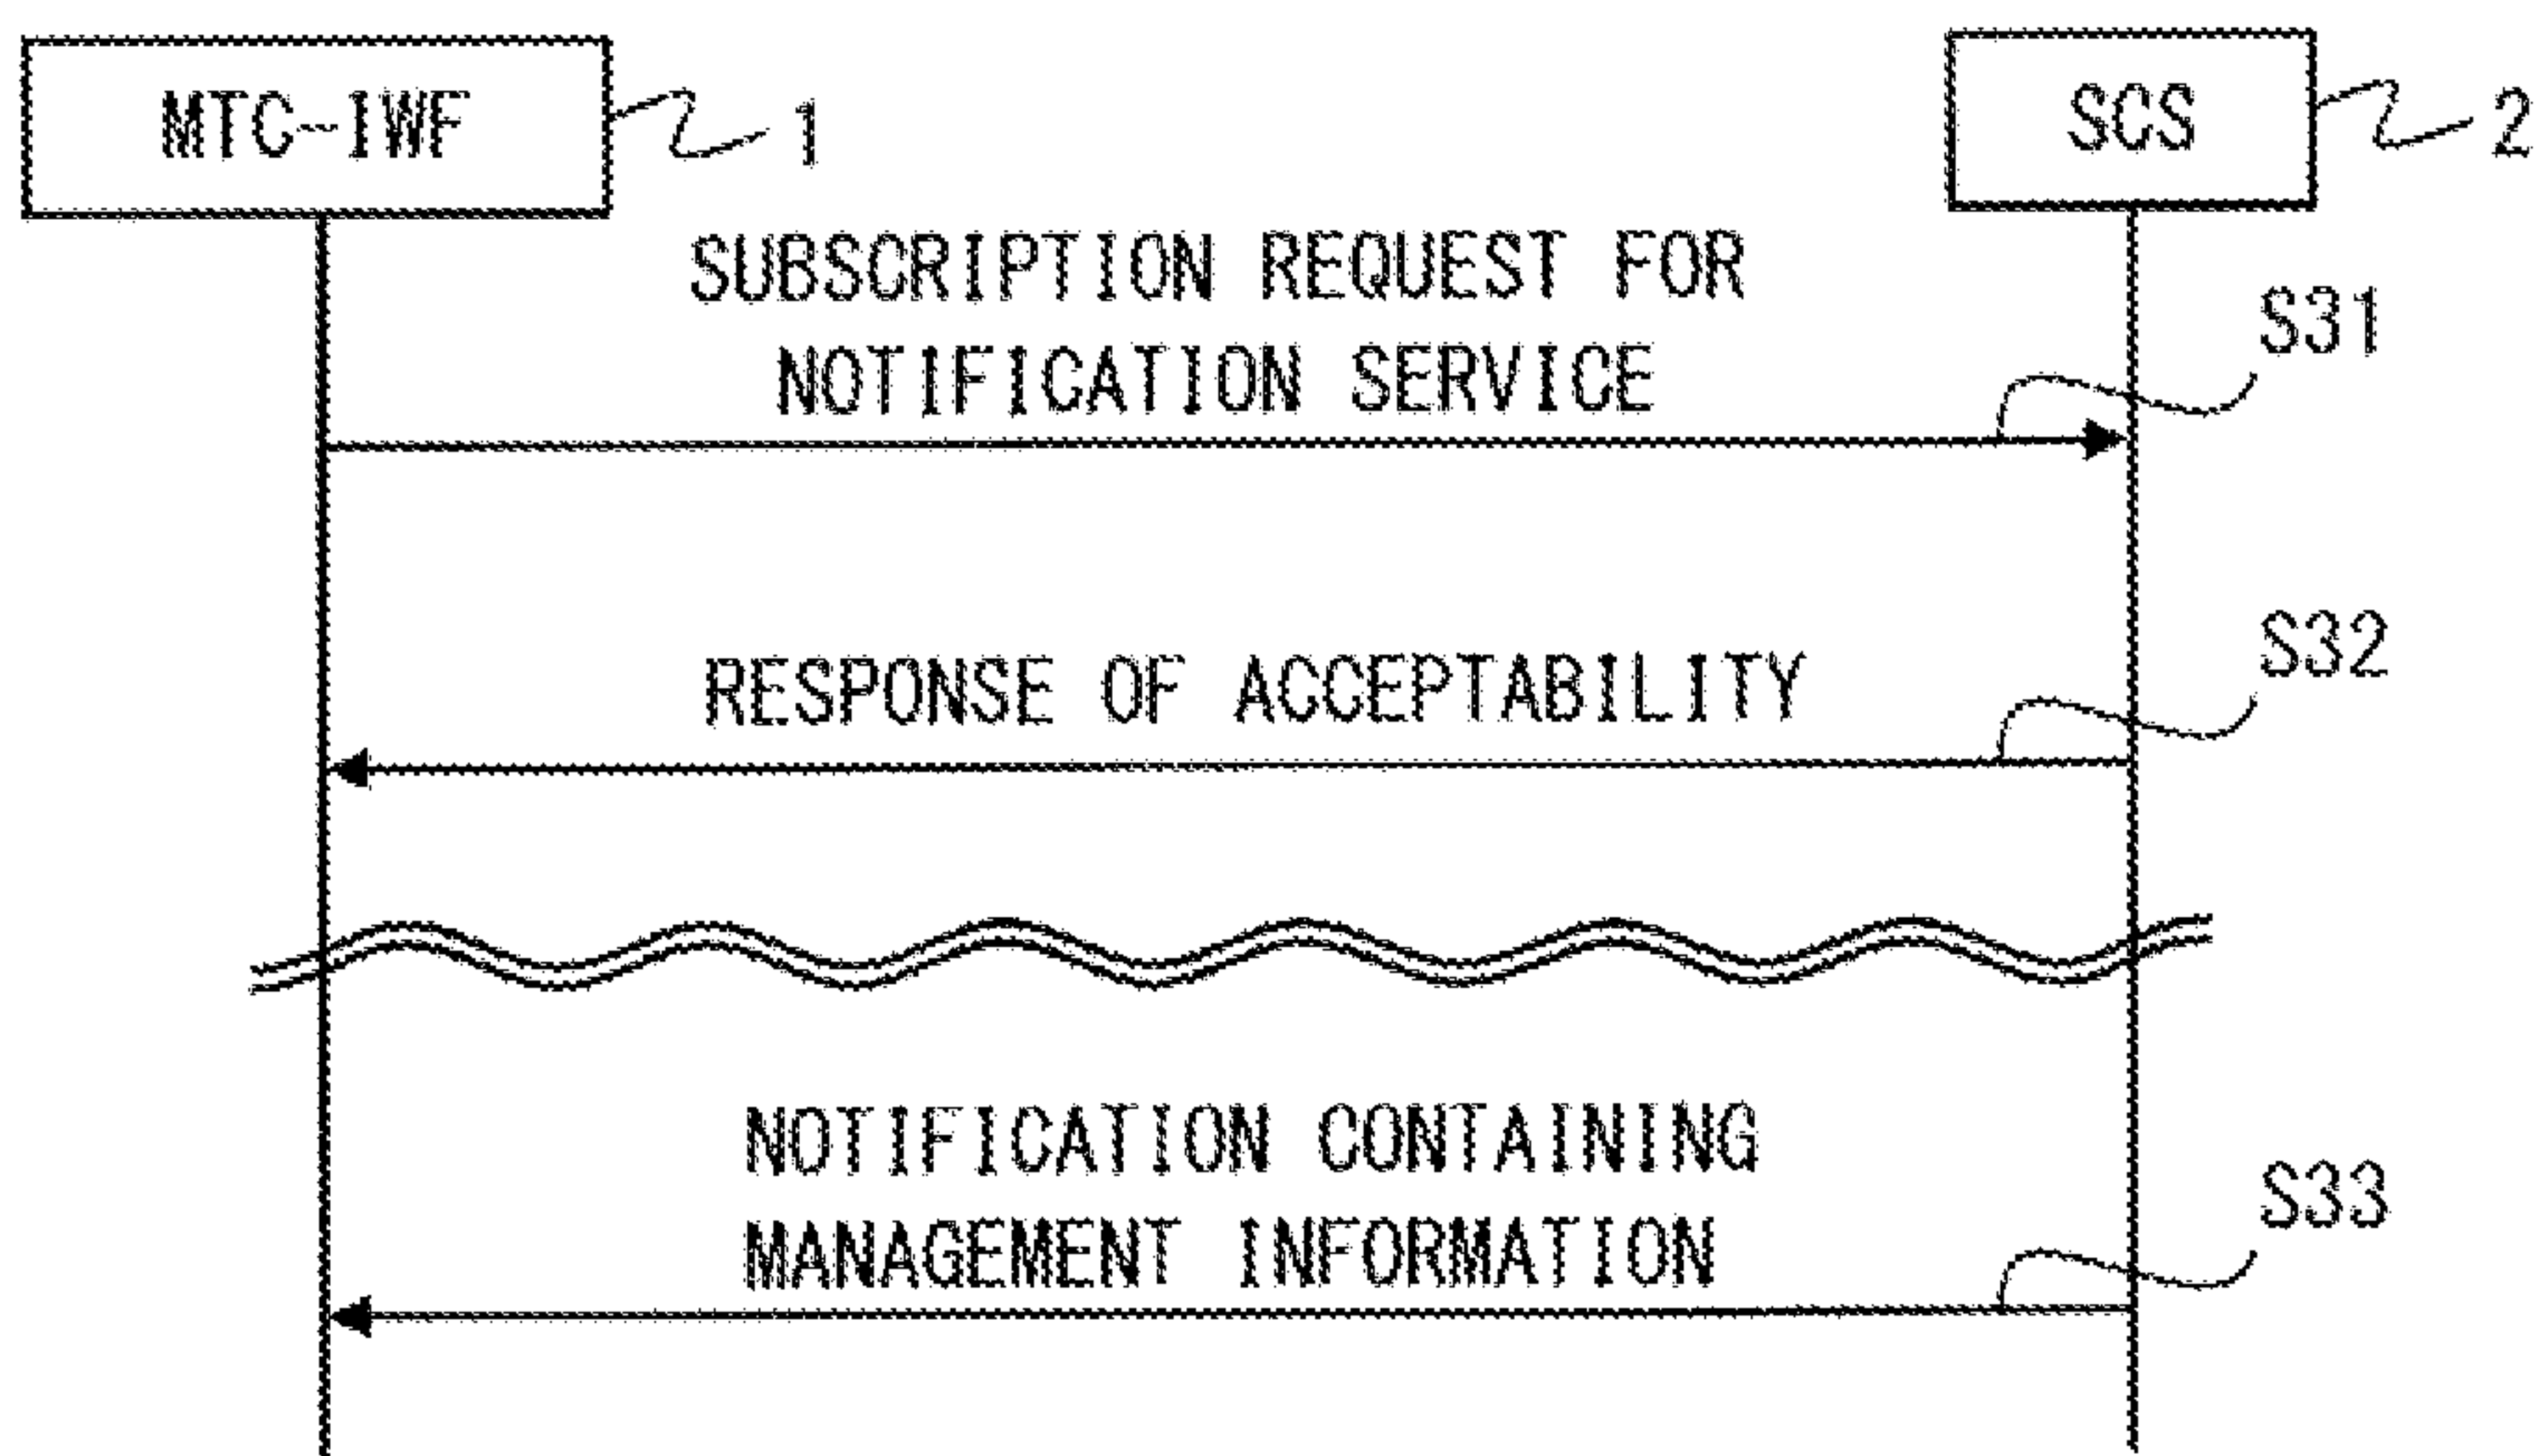 MTC-IWF
1
SCS
2
SUBSCRIPTION REQUEST FOR
NOTIFICATION SERVICE
S31
RESPONSE OF ACCEPTABILITY
S32
NOTIFICATION CONTAINING
MANAGEMENT INFORMATION
S33